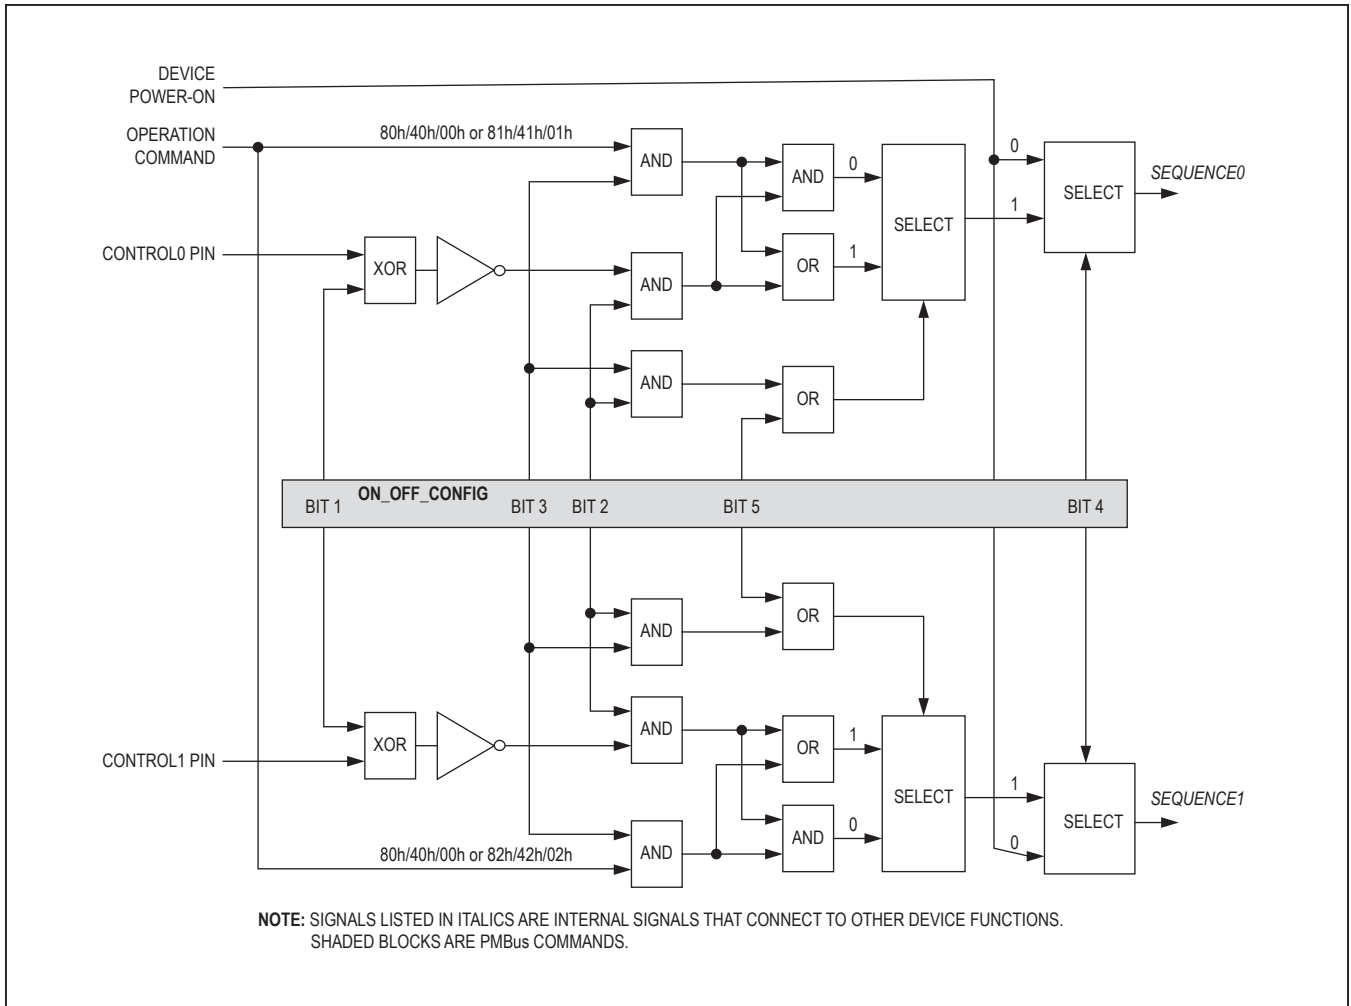 DEVICE
POWER-ON
OPERATION
COMMAND
80h/40h/00h or 81h/41h/01h
AND
AND
0
SELECT
0
SELECT
SEQUENCE0
1
CONTROL0 PIN
XOR
AND
OR
1
AND
OR
ON_OFF_CONFIG
BIT 1
BIT 3
BIT 2
BIT 5
BIT 4
OR
AND
AND
OR
1
XOR
CONTROL1 PIN
SELECT
1
SELECT
SEQUENCE1
0
AND
AND
0
80h/40h/00h or 82h/42h/02h
NOTE: SIGNALS LISTED IN ITALICS ARE INTERNAL SIGNALS THAT CONNECT TO OTHER DEVICE FUNCTIONS.
SHADED BLOCKS ARE PMBus COMMANDS.